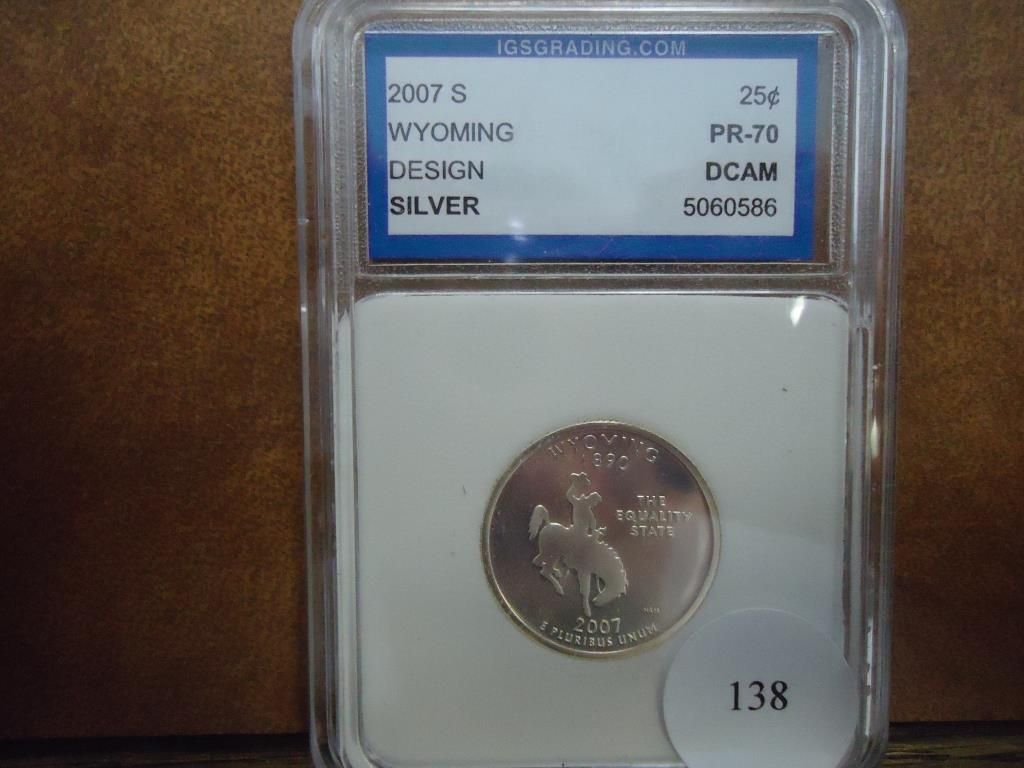 IGSGRADING.COM
2007 S 25¢
WYOMING PR-70
DESIGN DCAM
SILVER 5060586
WYOMING
1890
THE
EQUALITY
STATE
2007
E PLURIBUS UNUM
138